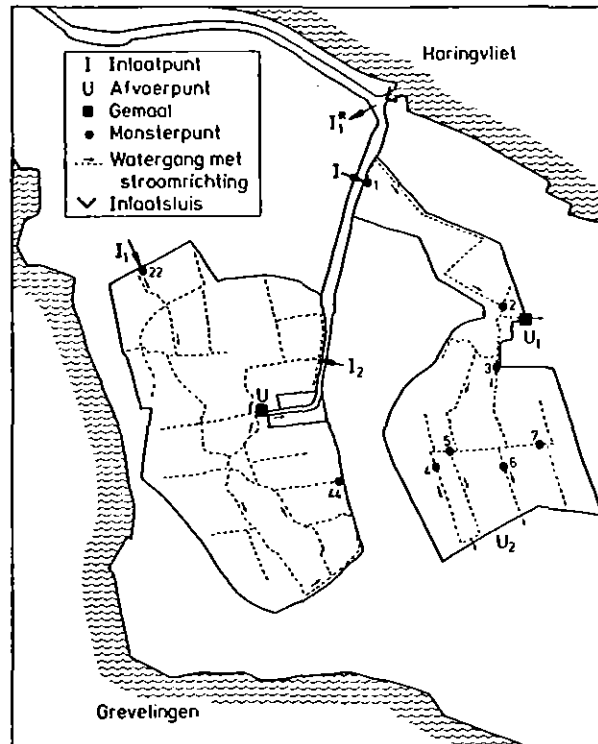 Haringvliet
I Inlaatpunt
U Afvoerpunt
Gemaal
Monsterpunt
Watergang met
stroomrichting
Inlaatsluis
I₁*
I
1
I₁
22
2
U₁
I₂
3
U
5
7
4
6
44
U₂
Grevelingen